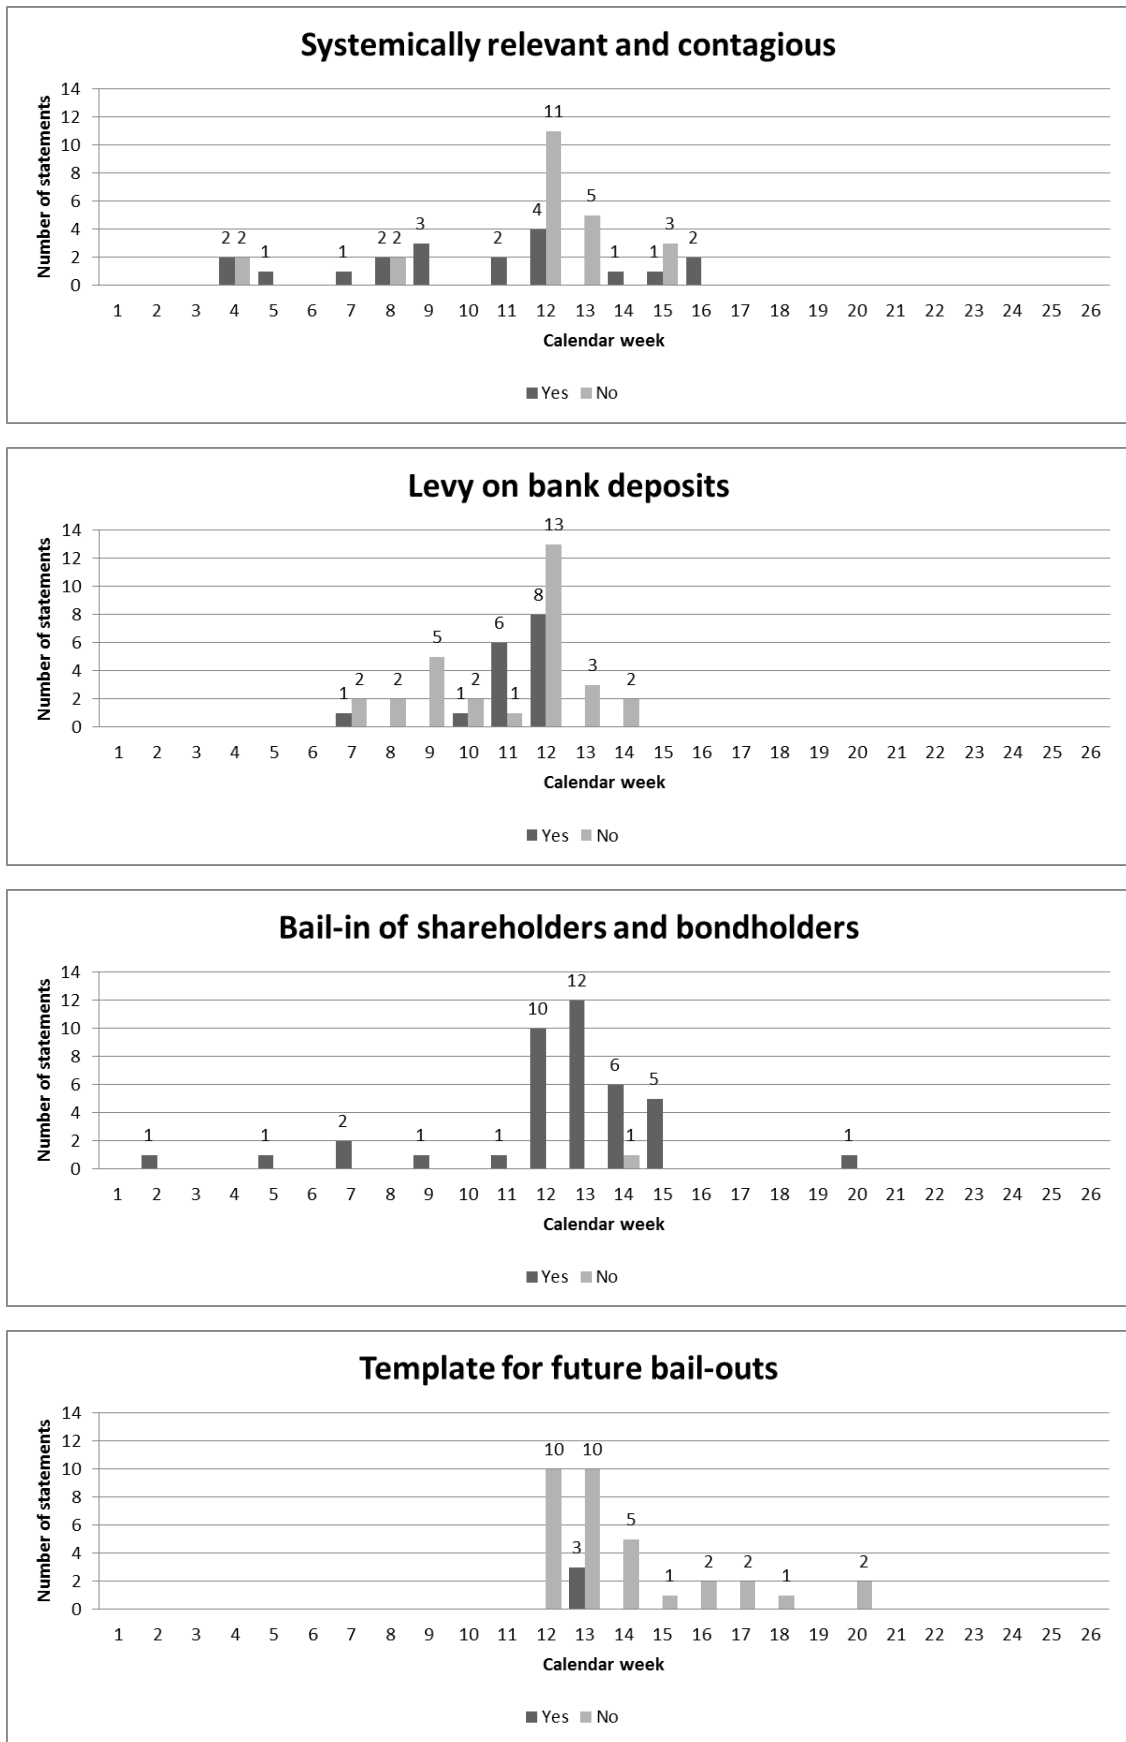 Systemically relevant and contagious
Number of statements
14
12
10
8
6
4
2
0
2 2 1 1 2 2 3 2 4 11 5 1 1 3 2
1 2 3 4 5 6 7 8 9 10 11 12 13 14 15 16 17 18 19 20 21 22 23 24 25 26
Calendar week
Yes No
Levy on bank deposits
Number of statements
14
12
10
8
6
4
2
0
1 2 2 5 1 2 6 1 8 13 3 2
1 2 3 4 5 6 7 8 9 10 11 12 13 14 15 16 17 18 19 20 21 22 23 24 25 26
Calendar week
Yes No
Bail-in of shareholders and bondholders
Number of statements
14
12
10
8
6
4
2
0
1 1 2 1 1 10 12 6 1 5 1
1 2 3 4 5 6 7 8 9 10 11 12 13 14 15 16 17 18 19 20 21 22 23 24 25 26
Calendar week
Yes No
Template for future bail-outs
Number of statements
14
12
10
8
6
4
2
0
10 3 10 5 1 2 2 1 2
1 2 3 4 5 6 7 8 9 10 11 12 13 14 15 16 17 18 19 20 21 22 23 24 25 26
Calendar week
Yes No